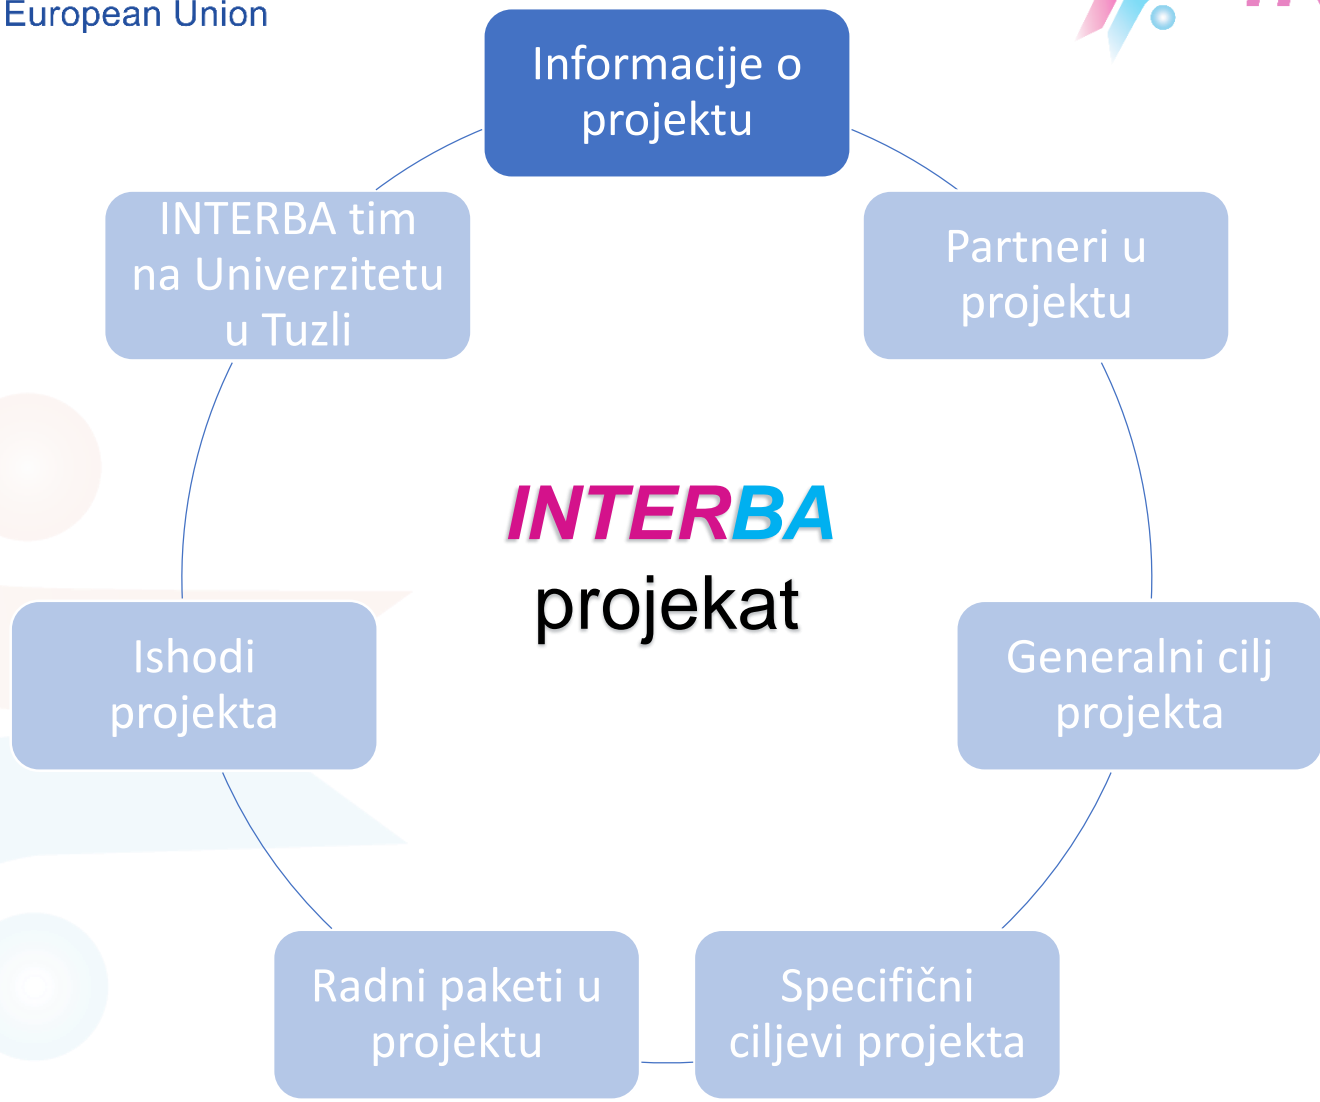 European Union
Informacije o
projektu
INTERBA tim
na Univerzitetu
u Tuzli
Partneri u
projektu
INTERBA
projekat
Ishodi
projekta
Generalni cilj
projekta
Radni paketi u
projektu
Specifični
ciljevi projekta